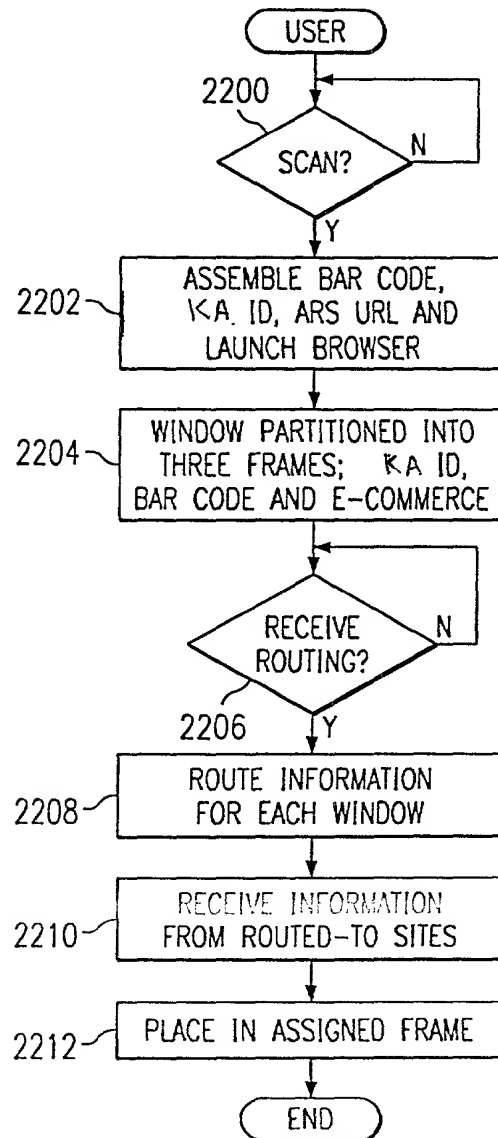 USER
2200
SCAN?
N
Y
2202
ASSEMBLE BAR CODE,
KA. ID, ARS URL AND
LAUNCH BROWSER
2204
WINDOW PARTITIONED INTO
THREE FRAMES; KA ID,
BAR CODE AND E-COMMERCE
RECEIVE
ROUTING?
N
2206
Y
2208
ROUTE INFORMATION
FOR EACH WINDOW
2210
RECEIVE INFORMATION
FROM ROUTED-TO SITES
2212
PLACE IN ASSIGNED FRAME
END